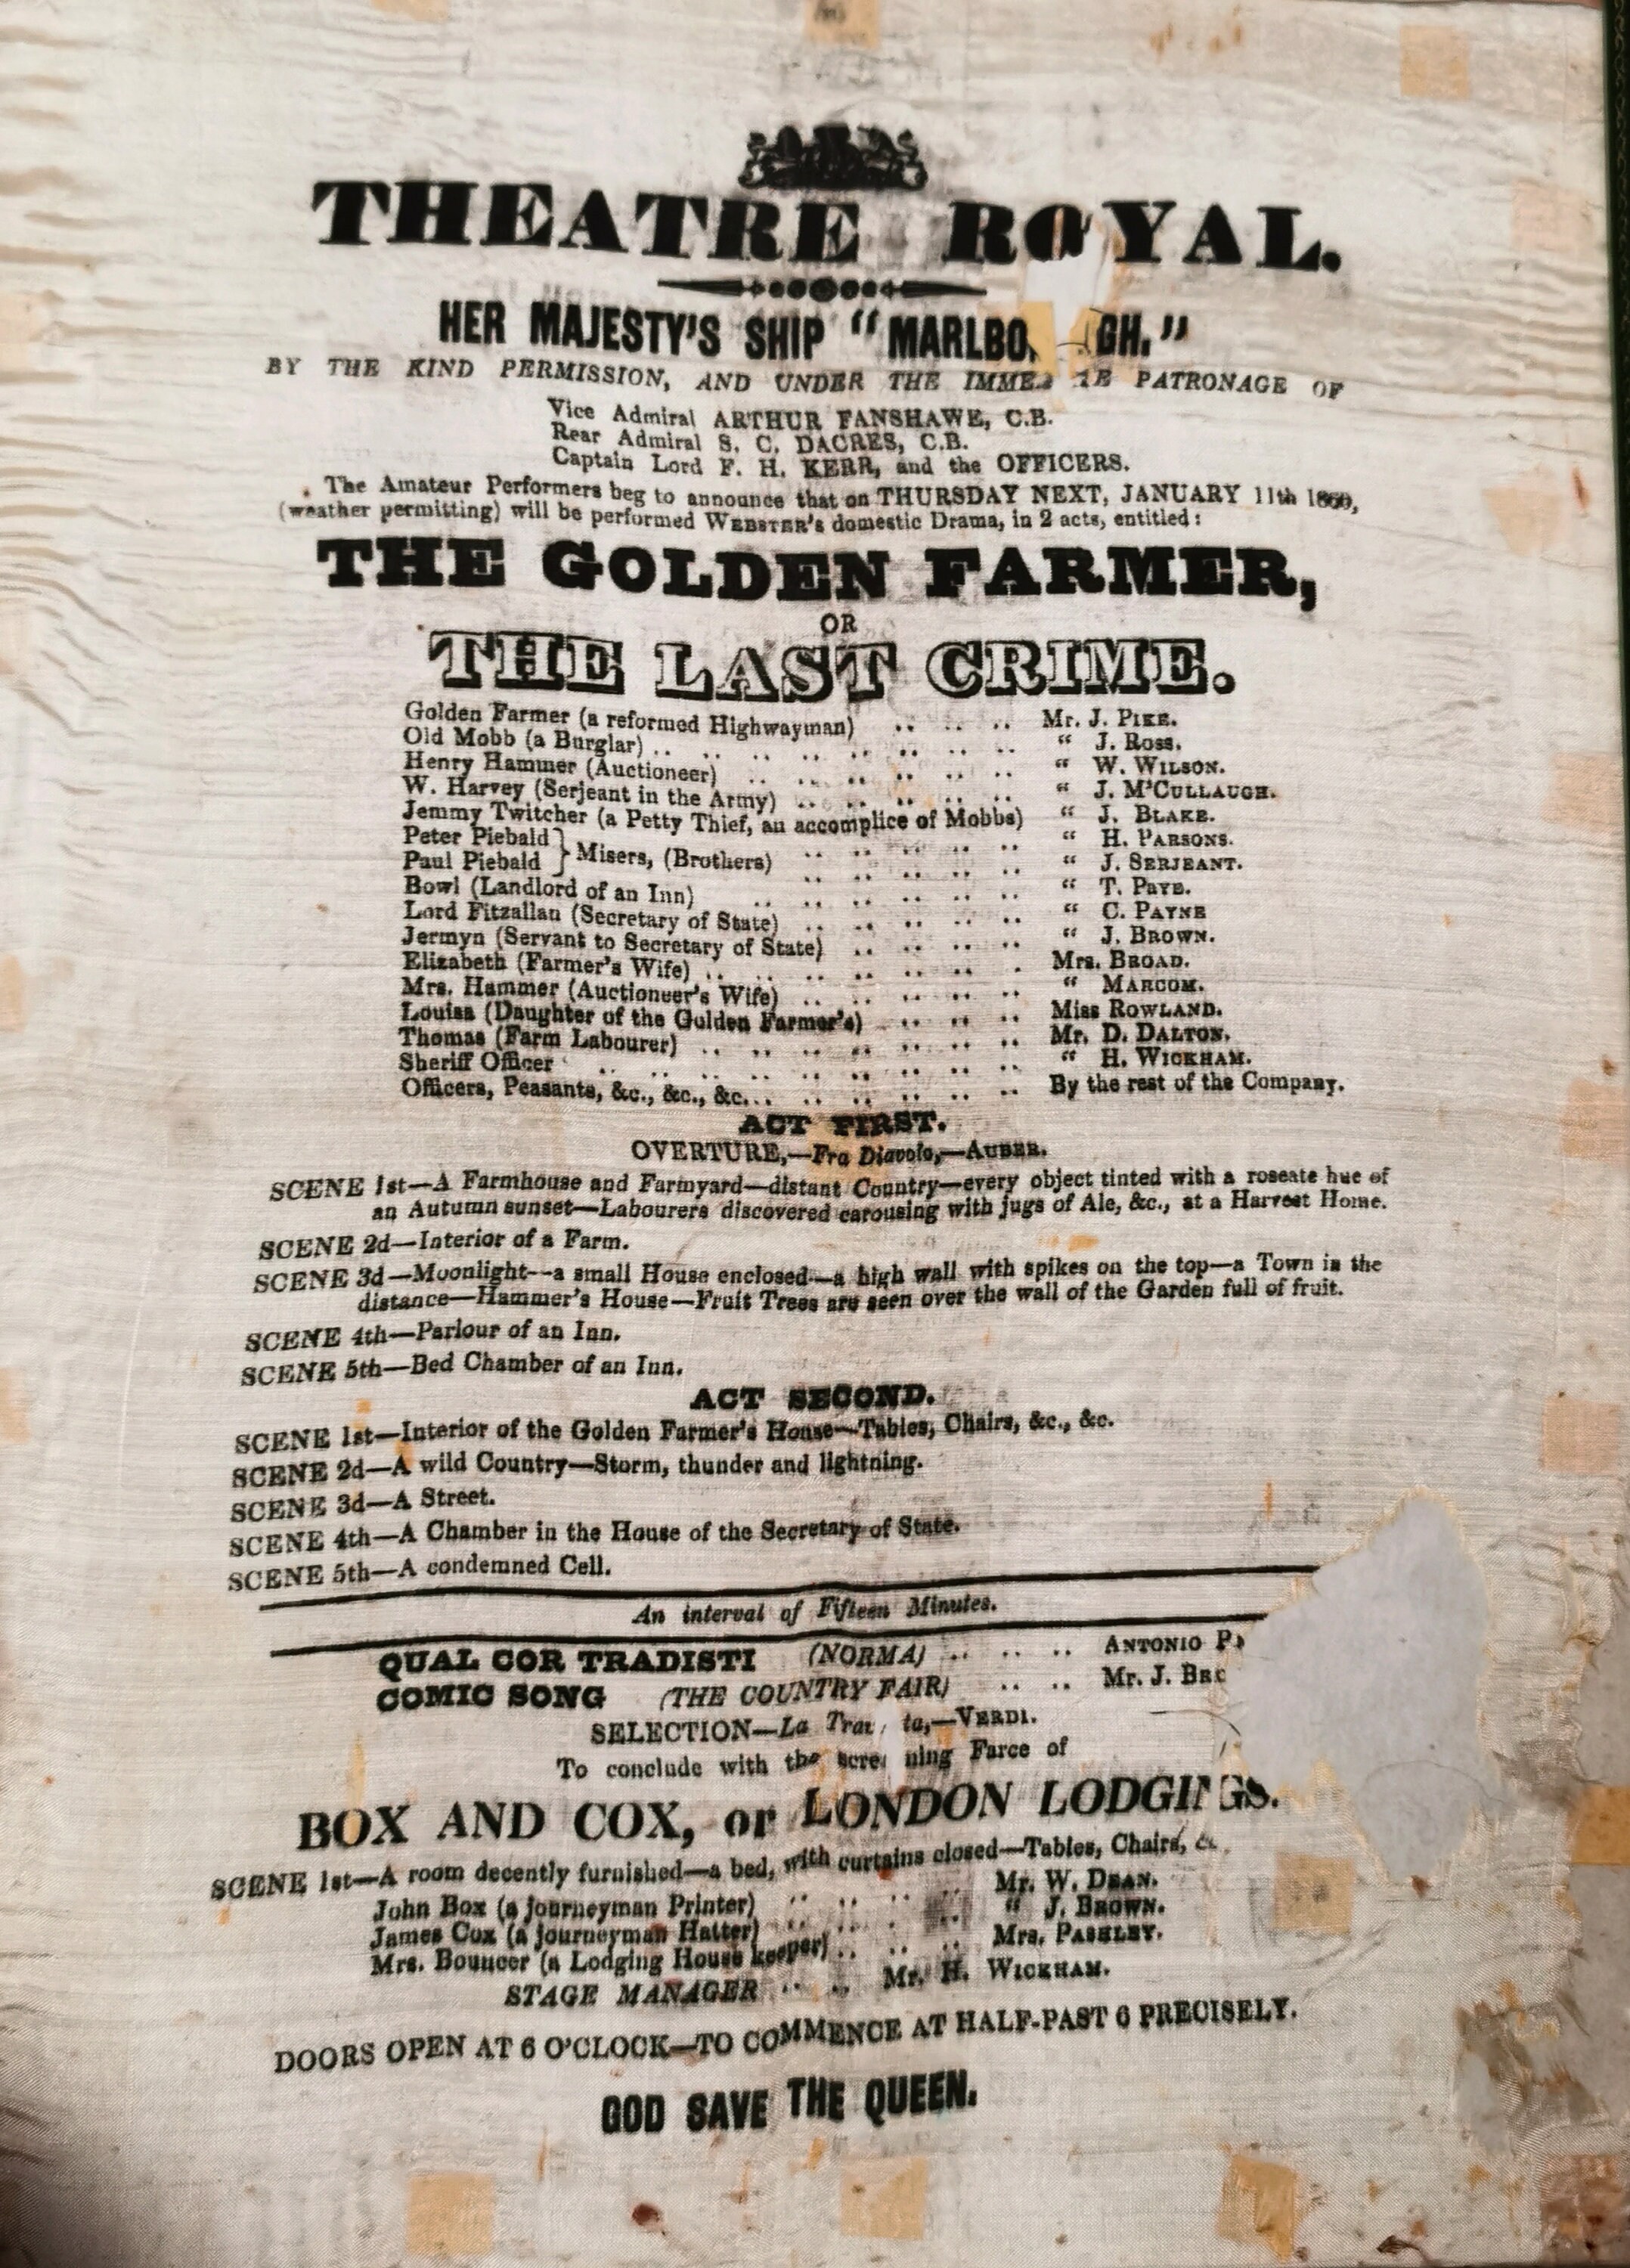 THEATRE ROYAL.
HER MAJESTY'S SHIP "MARLBO GH."
BY THE KIND PERMISSION, AND UNDER THE PATRONAGE OF
Vice Admiral ARTHUR FANSHAWE, C.B.
Rear Admiral S. C. DACRES, C.B.
Captain Lord F. H. KERR, and the OFFICERS.
The Amateur Performers beg to announce that on THURSDAY NEXT, JANUARY 11th 1860,
(weather permitting) will be performed WEBSTER's domestic Drama, in 2 acts, entitled:
THE GOLDEN FARMER,
OR
THE LAST CRIME.
Golden Farmer (a reformed Highwayman) .. .. .. Mr. J. PIKE.
Old Mobb (a Burglar) .. .. .. .. .. .. .. .. " J. ROSS.
Henry Hammer (Auctioneer) .. .. .. .. .. .. " W. WILSON.
W. Harvey (Serjeant in the Army) .. .. .. .. .. " J. M'CULLAUGH.
Jemmy Twitcher (a Petty Thief, an accomplice of Mobbs) " J. BLAKE.
Peter Piebald } Misers, (Brothers) .. .. .. .. .. " H. PARSONS.
Paul Piebald .. .. .. .. .. " J. SERJEANT.
Bowl (Landlord of an Inn) .. .. .. .. .. .. " T. PAYE.
Lord Fitzallan (Secretary of State) .. .. .. .. .. " C. PAYNE
Jermyn (Servant to Secretary of State) .. .. .. .. " J. BROWN.
Elizabeth (Farmer's Wife) .. .. .. .. .. .. . Mrs. BROAD.
Mrs. Hammer (Auctioneer's Wife) .. .. .. .. .. " MARCOM.
Louisa (Daughter of the Golden Farmer's) .. .. .. Miss ROWLAND.
Thomas (Farm Labourer) .. .. .. .. .. .. .. Mr. D. DALTON.
Sheriff Officer .. .. .. .. .. .. .. .. .. " H. WICKHAM.
Officers, Peasants, &c., &c., &c... .. .. .. .. .. By the rest of the Company.
ACT FIRST.
OVERTURE,—Fra Diavolo,—AUBER.
SCENE 1st—A Farmhouse and Farmyard—distant Country—every object tinted with a roseate hue of
an Autumn sunset—Labourers discovered carousing with jugs of Ale, &c., at a Harvest Home.
SCENE 2d—Interior of a Farm.
SCENE 3d—Moonlight—a small House enclosed—a high wall with spikes on the top—a Town in the
distance—Hammer's House—Fruit Trees are seen over the wall of the Garden full of fruit.
SCENE 4th—Parlour of an Inn.
SCENE 5th—Bed Chamber of an Inn.
ACT SECOND.
SCENE 1st—Interior of the Golden Farmer's House—Tables, Chairs, &c., &c.
SCENE 2d—A wild Country—Storm, thunder and lightning.
SCENE 3d—A Street.
SCENE 4th—A Chamber in the House of the Secretary of State.
SCENE 5th—A condemned Cell.
An interval of Fifteen Minutes.
QUAL COR TRADISTI (NORMA) .. .. .. ANTONIO
COMIC SONG (THE COUNTRY FAIR) .. .. Mr. J.
SELECTION—La ta,—VERDI.
To conclude with the ning Farce of
BOX AND COX, or LONDON LODGINGS.
SCENE 1st—A room decently furnished—a bed, with curtains closed—Tables, Chairs,
John Box (a journeyman Printer) .. .. .. .. Mr. W. DEAN.
James Cox (a journeyman Hatter) .. .. .. .. " J. BROWN.
Mrs. Bouncer (a Lodging House keeper) .. .. .. Mrs. PASHLEY.
STAGE MANAGER .. .. Mr. H. WICKHAM.
DOORS OPEN AT 6 O'CLOCK—TO COMMENCE AT HALF-PAST 6 PRECISELY.
GOD SAVE THE QUEEN.